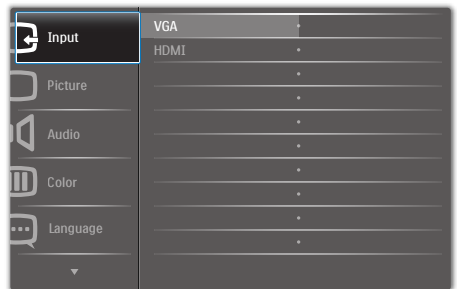 Input
VGA
HDMI
Picture
Audio
Color
Language